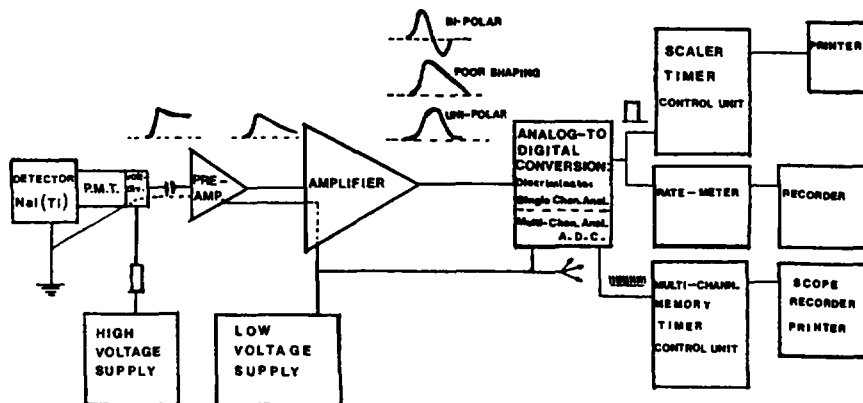 BI-POLAR
POOR SHAPING
UNI-POLAR
DETECTOR
NaI(Tl)
P.M.T.
volt.
div.
PRE-
AMP.
AMPLIFIER
ANALOG-TO
DIGITAL
CONVERSION:
Discriminator
Single Chan. Anal.
Multi-Chan. Anal.
A.D.C.
SCALER
TIMER
CONTROL UNIT
PRINTER
RATE-METER
RECORDER
MULTI-CHANN.
MEMORY
TIMER
CONTROL UNIT
SCOPE
RECORDER
PRINTER
HIGH
VOLTAGE
SUPPLY
LOW
VOLTAGE
SUPPLY